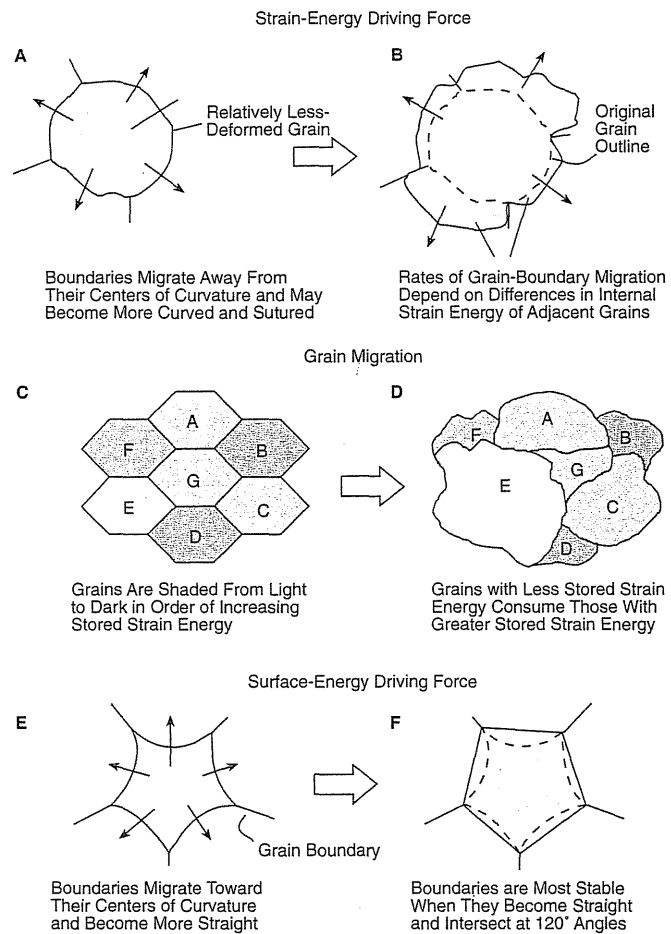 Strain-Energy Driving Force
A
B
Relatively Less-
Deformed Grain
Original
Grain
Outline
Boundaries Migrate Away From
Their Centers of Curvature and May
Become More Curved and Sutured
Rates of Grain-Boundary Migration
Depend on Differences in Internal
Strain Energy of Adjacent Grains
Grain Migration
C
D
A
F
B
G
E
C
D
A
F
B
G
E
C
D
Grains Are Shaded From Light
to Dark in Order of Increasing
Stored Strain Energy
Grains with Less Stored Strain
Energy Consume Those With
Greater Stored Strain Energy
Surface-Energy Driving Force
E
F
Grain Boundary
Boundaries Migrate Toward
Their Centers of Curvature
and Become More Straight
Boundaries are Most Stable
When They Become Straight
and Intersect at 120° Angles